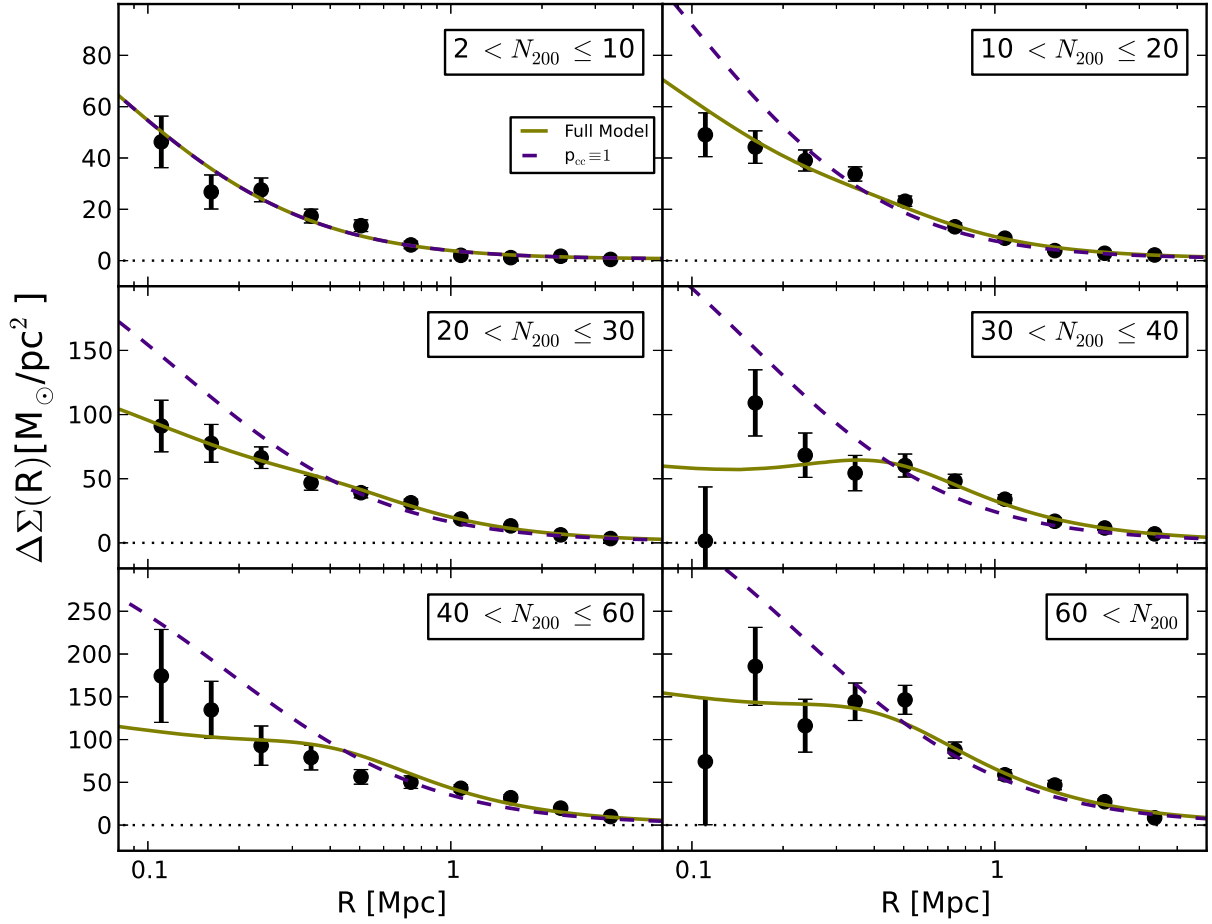 2 < N₂₀₀ ≤ 10
10 < N₂₀₀ ≤ 20
Full Model
p_cc ≡ 1
80
60
40
20
0
20 < N₂₀₀ ≤ 30
30 < N₂₀₀ ≤ 40
150
100
50
0
40 < N₂₀₀ ≤ 60
60 < N₂₀₀
250
200
150
100
50
0
ΔΣ(R)[M⊙/pc²]
0.1 1 0.1 1
R [Mpc] R [Mpc]